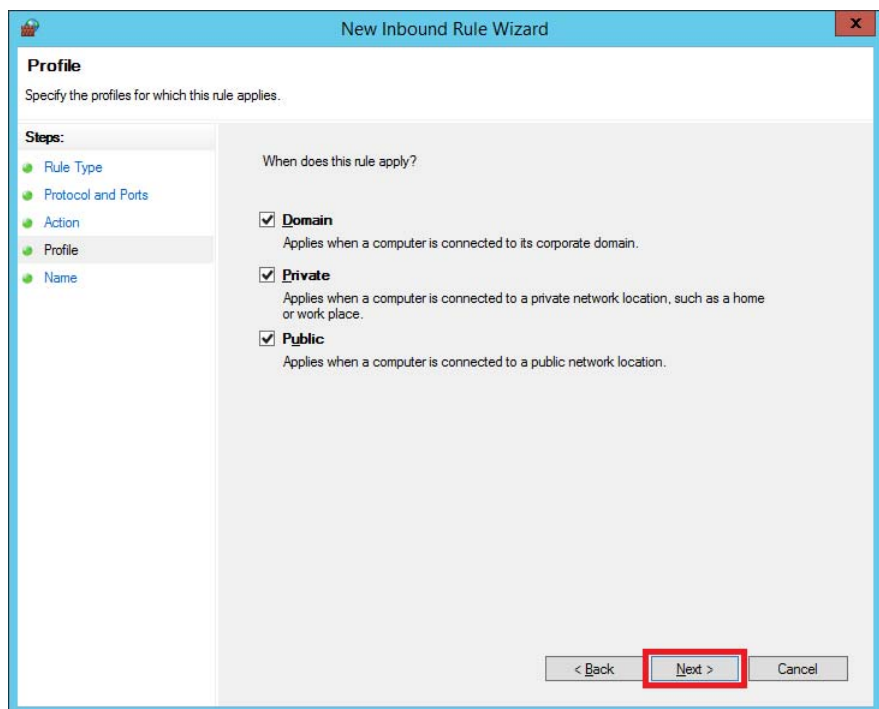 New Inbound Rule Wizard
x
Profile
Specify the profiles for which this rule applies.
Steps:
Rule Type
Protocol and Ports
Action
Profile
Name
When does this rule apply?
Domain
Applies when a computer is connected to its corporate domain.
Private
Applies when a computer is connected to a private network location, such as a home
or work place.
Public
Applies when a computer is connected to a public network location.
< Back
Next >
Cancel